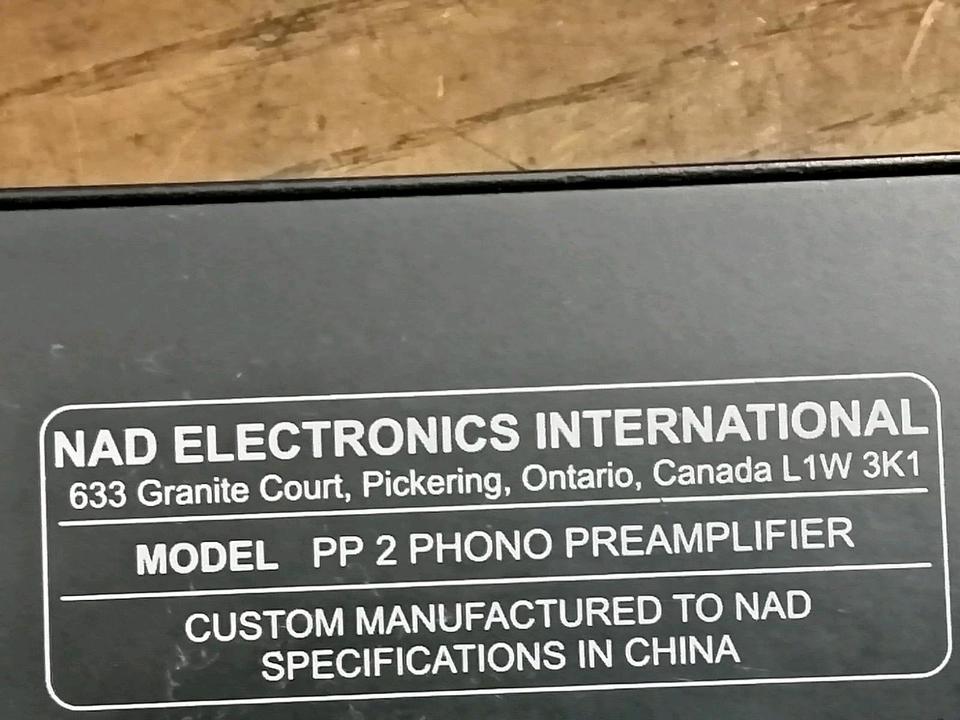 NAD ELECTRONICS INTERNATIONAL
633 Granite Court, Pickering, Ontario, Canada L1W 3K1
MODEL PP 2 PHONO PREAMPLIFIER
CUSTOM MANUFACTURED TO NAD
SPECIFICATIONS IN CHINA